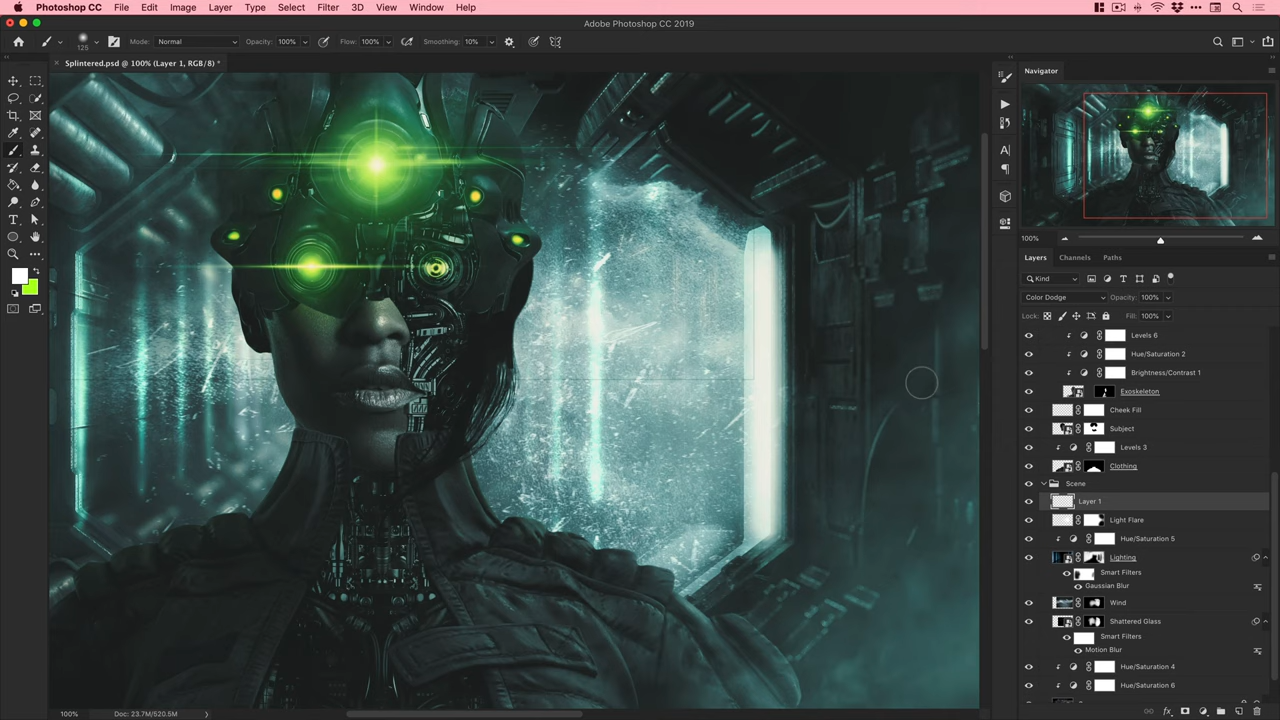 Photoshop CC File Edit Image Layer Type Select Filter 3D View Window Help
Adobe Photoshop CC 2019
125 Mode: Normal Opacity: 100% Flow: 100% Smoothing: 10%
Splintered.psd @ 100% (Layer 1, RGB/8) *
Navigator
100%
Layers Channels Paths
Kind
Color Dodge Opacity: 100%
Lock: Fill: 100%
Levels 6
Hue/Saturation 2
Brightness/Contrast 1
Exoskeleton
Cheek Fill
Subject
Levels 3
Clothing
Scene
Layer 1
Light Flare
Hue/Saturation 5
Lighting
Smart Filters
Gaussian Blur
Wind
Shattered Glass
Smart Filters
Motion Blur
Hue/Saturation 4
Hue/Saturation 6
100% Doc: 23.7M/520.5M